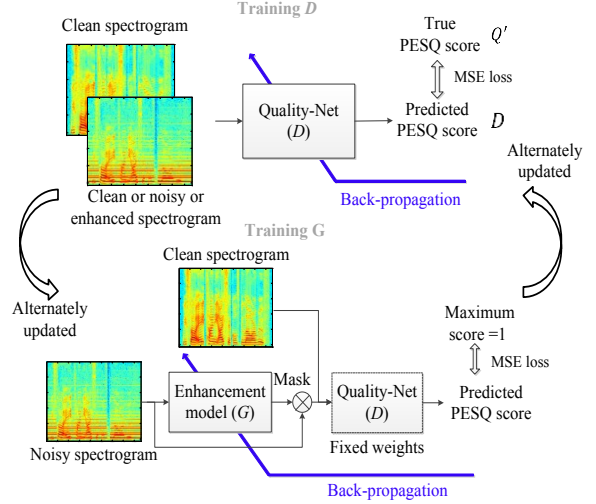 Training D
Clean spectrogram
True
PESQ score Q′
MSE loss
Quality-Net
(D)
Predicted
PESQ score D
Clean or noisy or
enhanced spectrogram
Back-propagation
Alternately
updated
Training G
Clean spectrogram
Alternately
updated
Maximum
score =1
MSE loss
Mask
Enhancement
model (G)
Quality-Net
(D)
Predicted
PESQ score
Noisy spectrogram
Fixed weights
Back-propagation